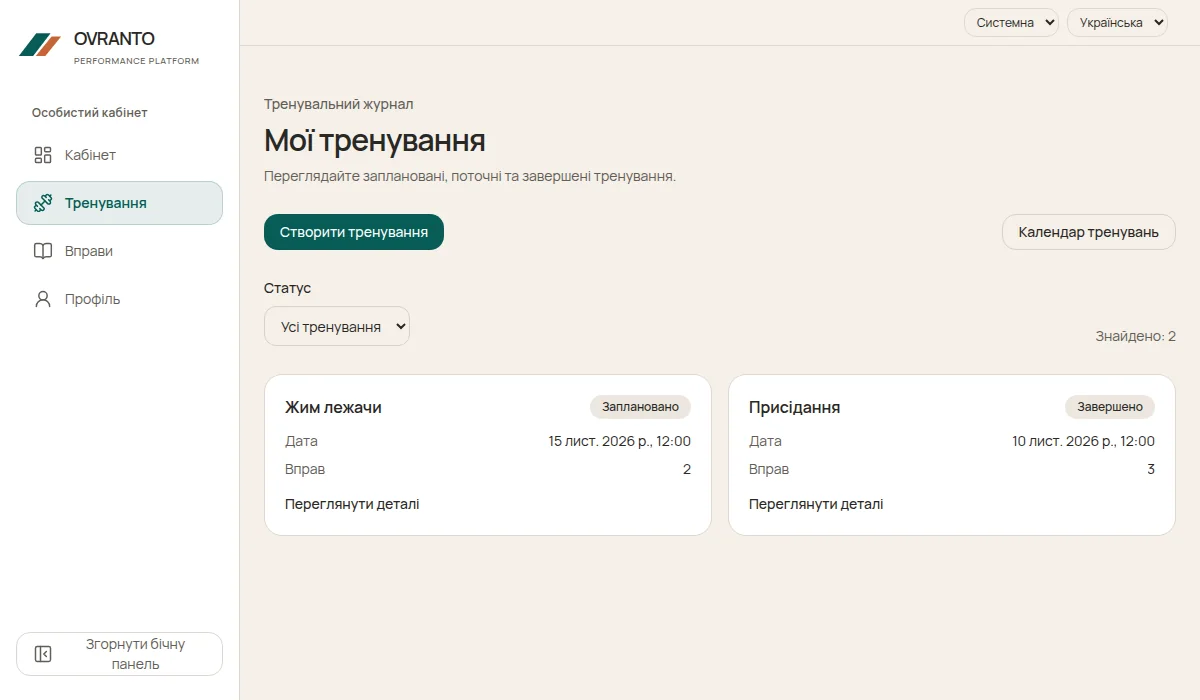 OVRANTO
PERFORMANCE PLATFORM
Особистий кабінет
Кабінет
Тренування
Вправи
Профіль
Згорнути бічну
панель
Системна
Українська
Тренувальний журнал
Мої тренування
Переглядайте заплановані, поточні та завершені тренування.
Створити тренування
Календар тренувань
Статус
Усі тренування
Знайдено: 2
Жим лежачи
Заплановано
Дата
15 лист. 2026 р., 12:00
Вправ
2
Переглянути деталі
Присідання
Завершено
Дата
10 лист. 2026 р., 12:00
Вправ
3
Переглянути деталі